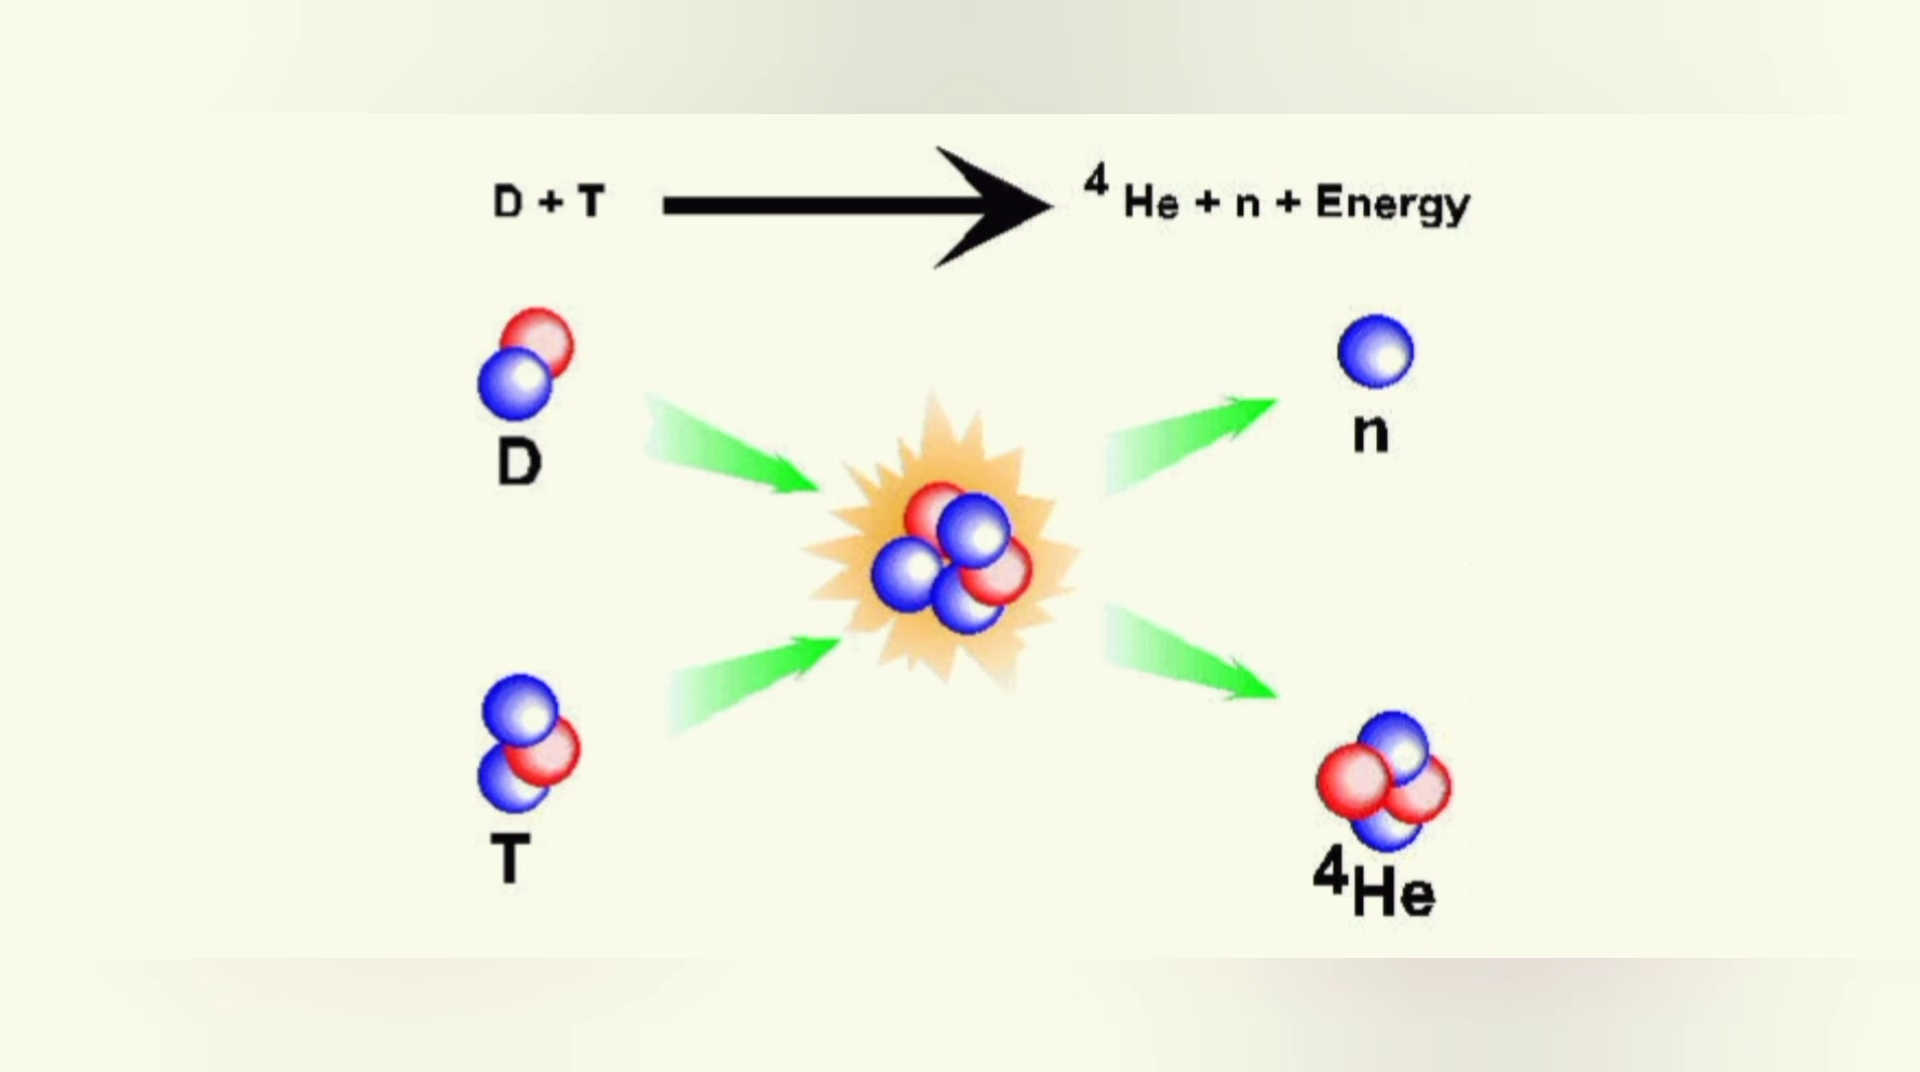 D + T
4 He + n + Energy
D
n
T
4He